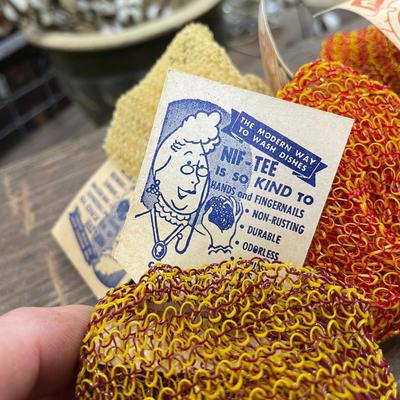 THE MODERN WAY
TO WASH DISHES
NIF-TEE
IS SO KIND TO
HANDS and FINGERNAILS
• NON-RUSTING
• DURABLE
• ODORLESS